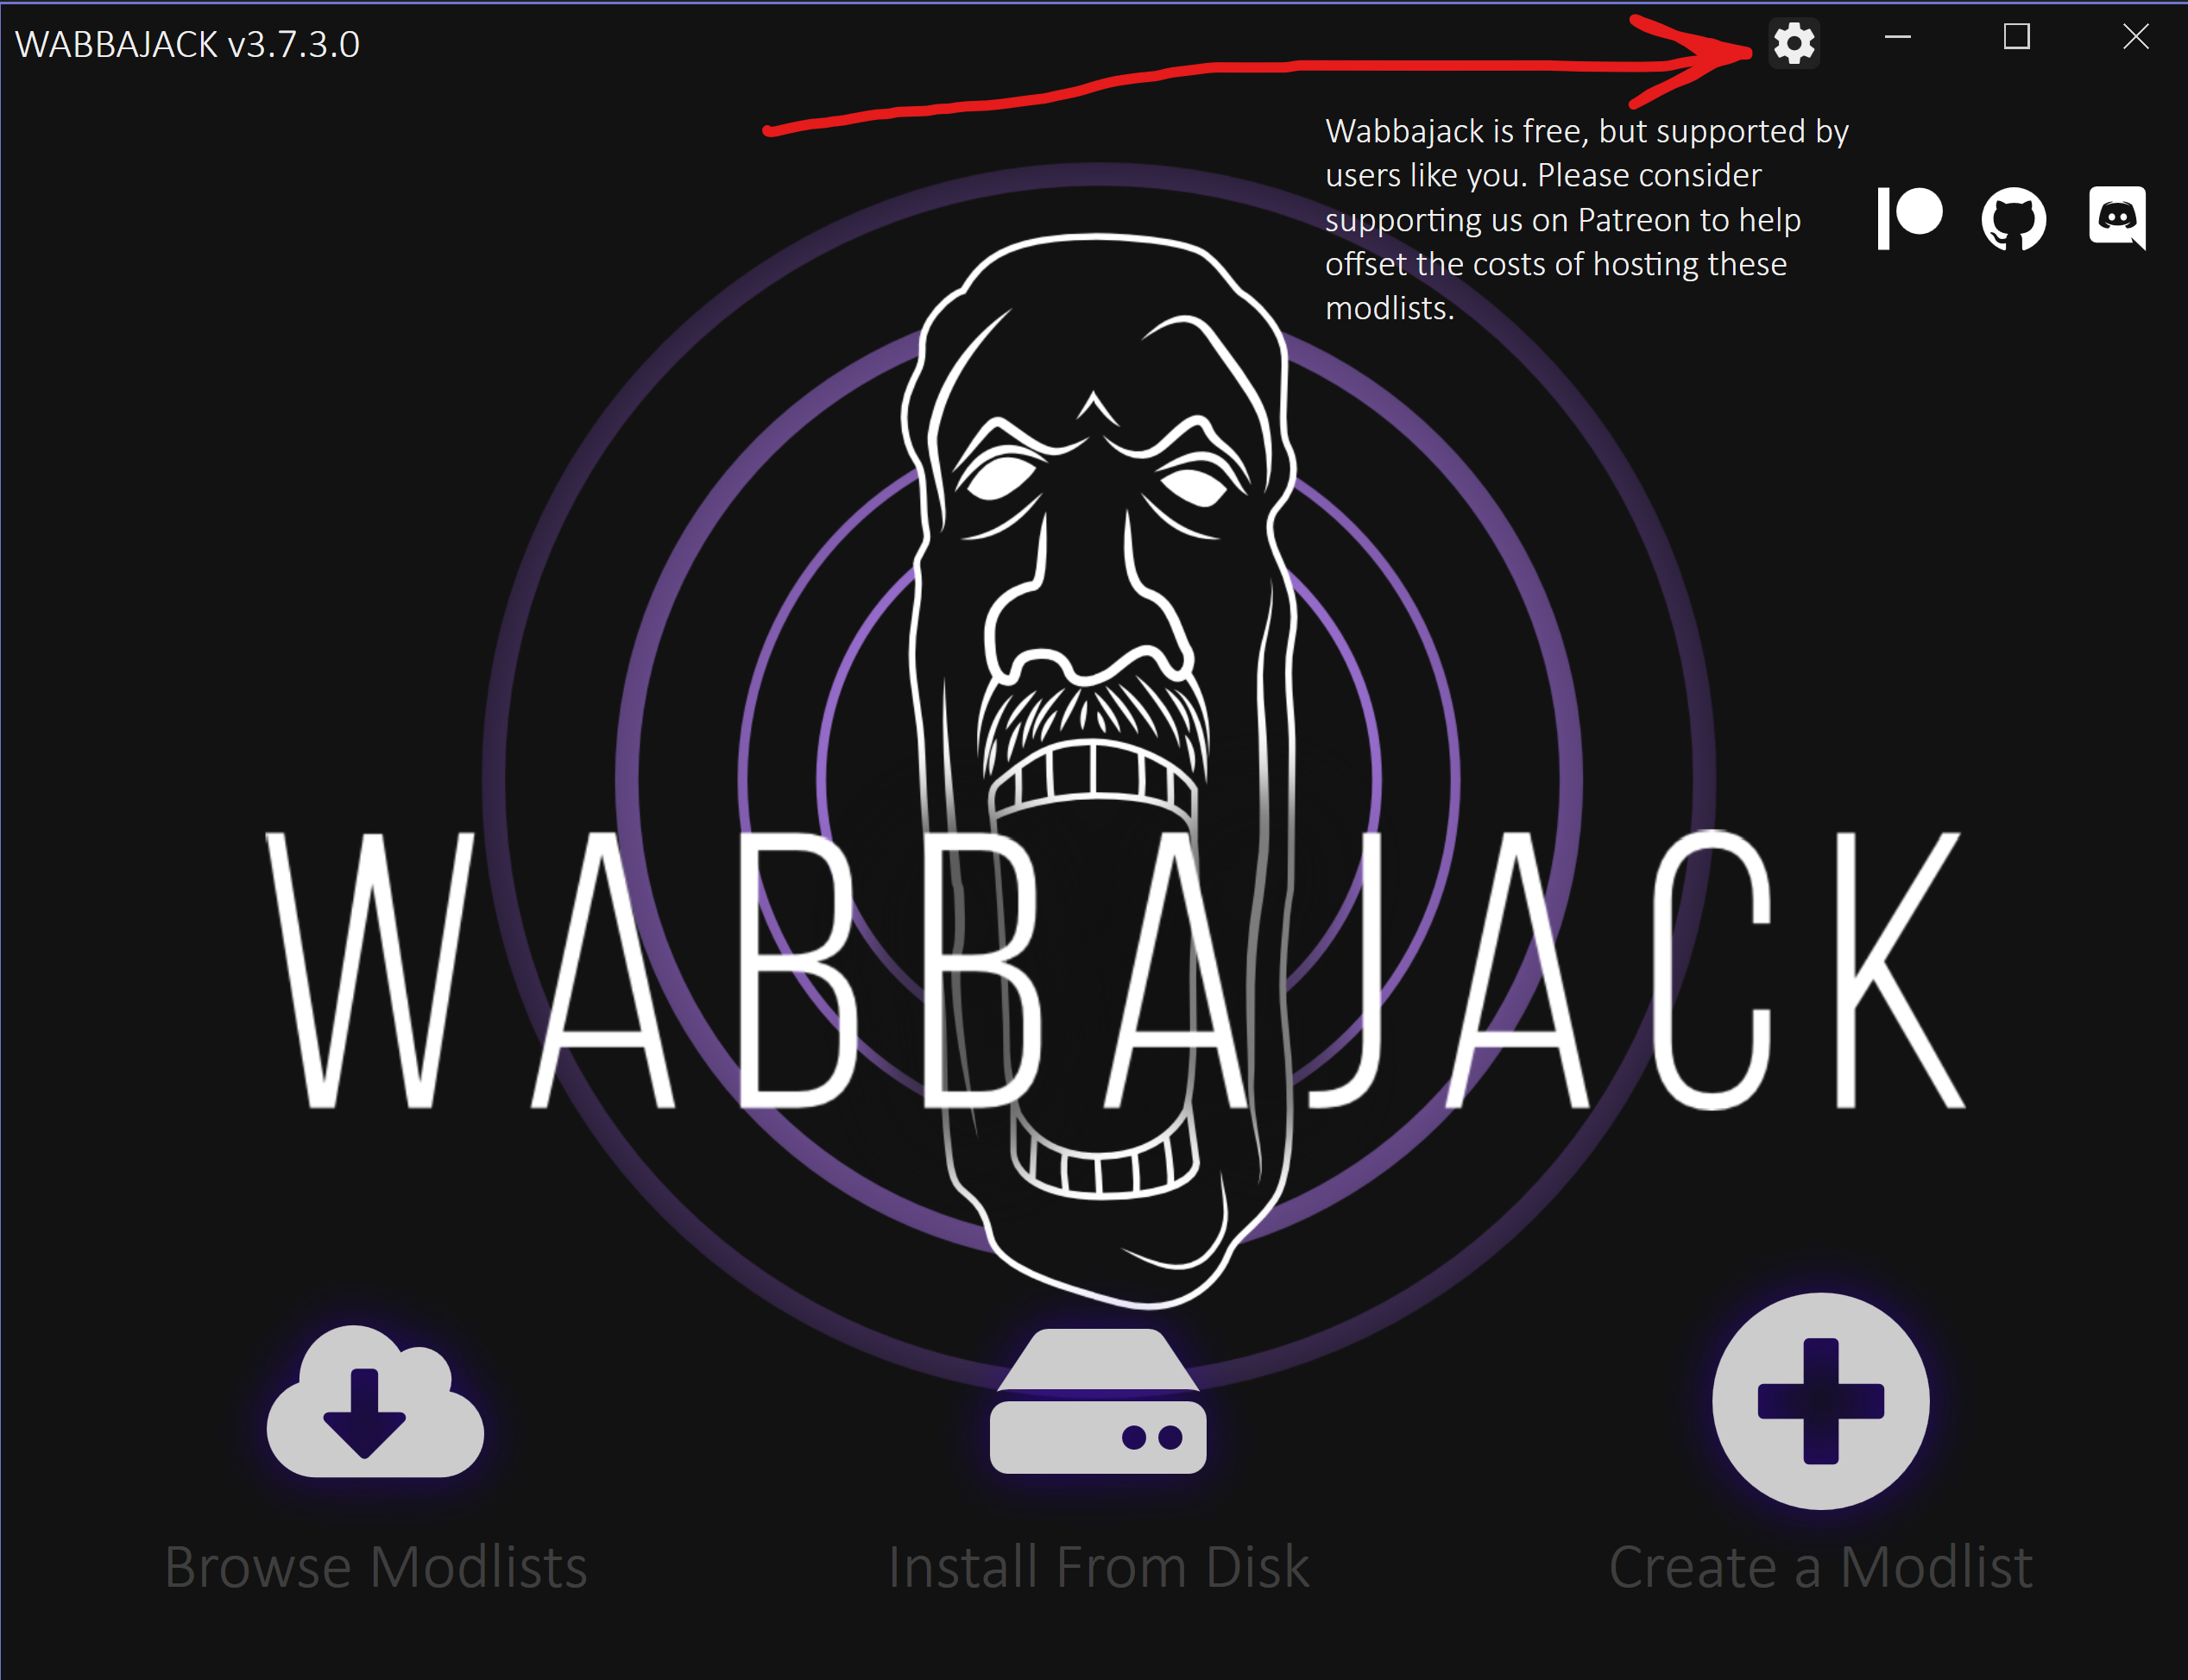 WABBAJACK v3.7.3.0
Wabbajack is free, but supported by
users like you. Please consider
supporting us on Patreon to help
offset the costs of hosting these
modlists.
WABBAJACK
Browse Modlists
Install From Disk
Create a Modlist